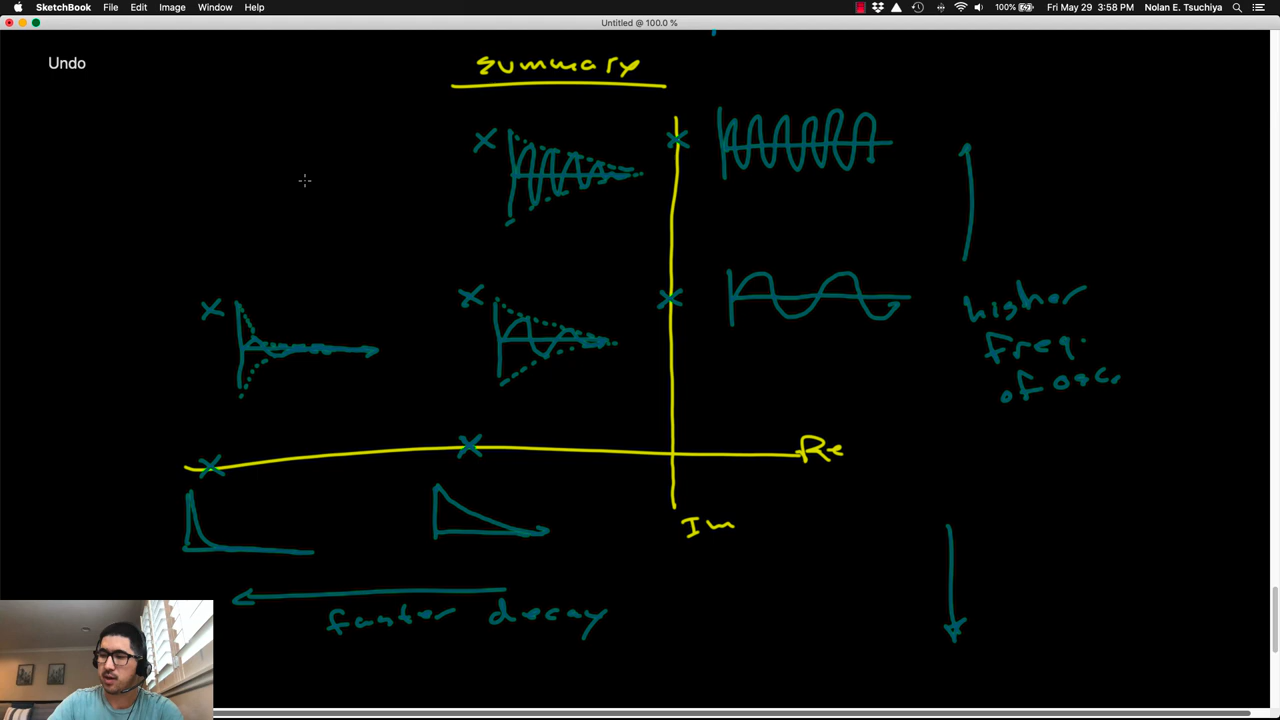 SketchBook File Edit Image Window Help 100% Fri May 29 3:58 PM Nolan E. Tsuchiya
Untitled @ 100.0 %
Undo
summary
higher
freq.
of osc.
Re
Im
faster decay